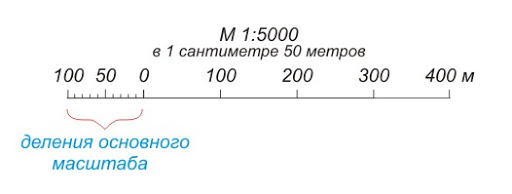 М 1:5000
в 1 сантиметре 50 метров
100 50 0 100 200 300 400 м
деления основного
масштаба